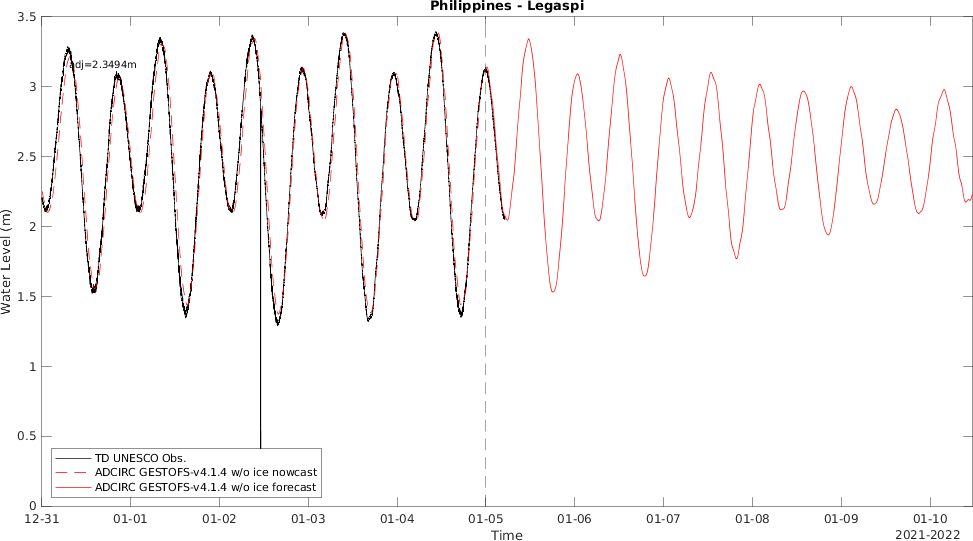 Philippines - Legaspi
adj=2.3494m
Water Level (m)
3.5
3
2.5
2
1.5
1
0.5
0
TD UNESCO Obs.
ADCIRC GESTOFS-v4.1.4 w/o ice nowcast
ADCIRC GESTOFS-v4.1.4 w/o ice forecast
12-31 01-01 01-02 01-03 01-04 01-05 01-06 01-07 01-08 01-09 01-10
Time
2021-2022